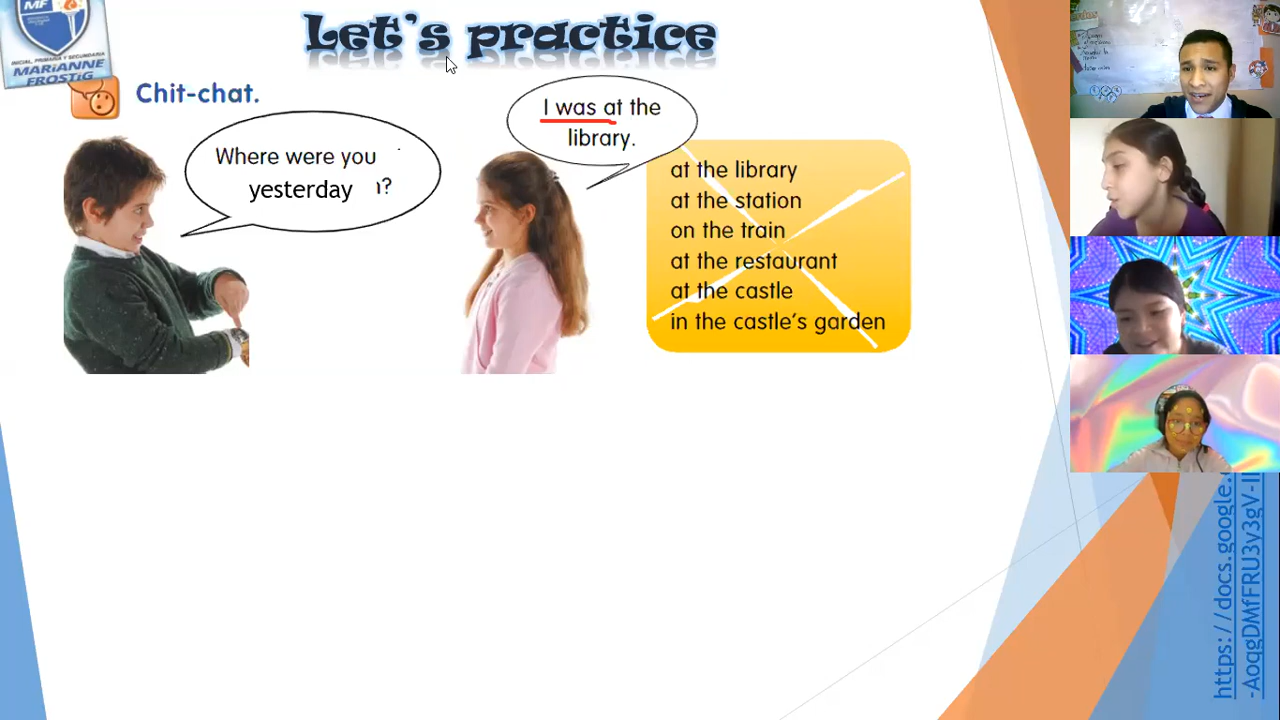 Let's practice
MF
INICIAL, PRIMARIA Y SECUNDARIA
MARIANNE
FROSTIG
Chit-chat.
Where were you
yesterday ?
I was at the
library.
at the library
at the station
on the train
at the restaurant
at the castle
in the castle's garden
https://docs.google.